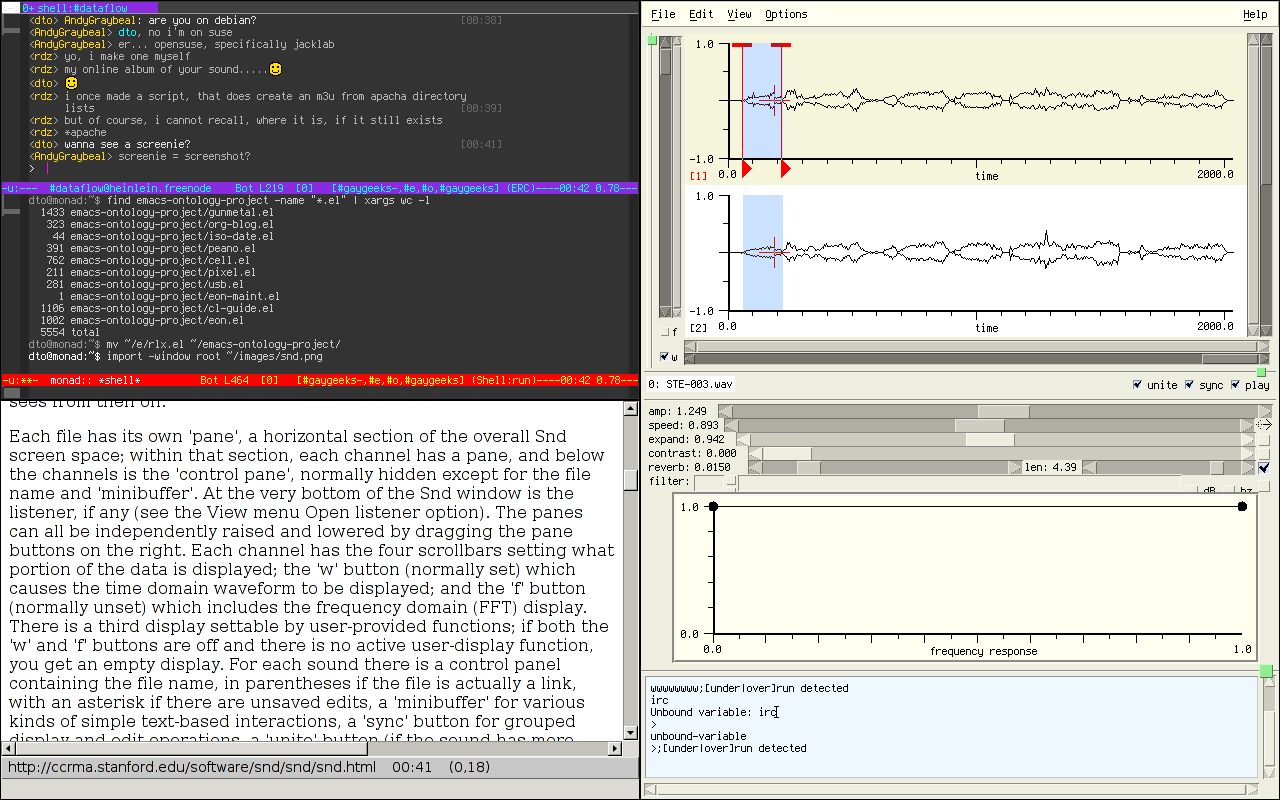 0+ shell:#dataflow
<dto> AndyGraybeal: are you on debian? [00:38]
<AndyGraybeal> dto, no i'm on suse
<AndyGraybeal> er... opensuse, specifically jacklab
<rdz> yo, i make one myself
<rdz> my online album of your sound.....
<dto>
<rdz> i once made a script, that does create an m3u from apacha directory
lists [00:39]
<rdz> but of course, i cannot recall, where it is, if it still exists
<rdz> *apache
<dto> wanna see a screenie? [00:41]
<AndyGraybeal> screenie = screenshot?
>
-u:--- #dataflow@heinlein.freenode Bot L219 [0] [#gaygeeks-,#e,#o,#gaygeeks] (ERC)----00:42 0.78---
dto@monad:~$ find emacs-ontology-project -name "*.el" | xargs wc -l
1433 emacs-ontology-project/gunmetal.el
323 emacs-ontology-project/org-blog.el
44 emacs-ontology-project/iso-date.el
391 emacs-ontology-project/peano.el
762 emacs-ontology-project/cell.el
211 emacs-ontology-project/pixel.el
281 emacs-ontology-project/usb.el
1 emacs-ontology-project/eon-maint.el
1106 emacs-ontology-project/cl-guide.el
1002 emacs-ontology-project/eon.el
5554 total
dto@monad:~$ mv ~/e/rlx.el ~/emacs-ontology-project/
dto@monad:~$ import -window root ~/images/snd.png
-u:**- monad:: *shell* Bot L464 [0] [#gaygeeks-,#e,#o,#gaygeeks] (Shell:run)----00:42 0.78---
sees from then on.
Each file has its own 'pane', a horizontal section of the overall Snd
screen space; within that section, each channel has a pane, and below
the channels is the 'control pane', normally hidden except for the file
name and 'minibuffer'. At the very bottom of the Snd window is the
listener, if any (see the View menu Open listener option). The panes
can all be independently raised and lowered by dragging the pane
buttons on the right. Each channel has the four scrollbars setting what
portion of the data is displayed; the 'w' button (normally set) which
causes the time domain waveform to be displayed; and the 'f' button
(normally unset) which includes the frequency domain (FFT) display.
There is a third display settable by user-provided functions; if both the
'w' and 'f' buttons are off and there is no active user-display function,
you get an empty display. For each sound there is a control panel
containing the file name, in parentheses if the file is actually a link,
with an asterisk if there are unsaved edits, a 'minibuffer' for various
kinds of simple text-based interactions, a 'sync' button for grouped
display and edit operations, a 'unite' button (if the sound has more
http://ccrma.stanford.edu/software/snd/snd/snd.html 00:41 (0,18)
File Edit View Options Help
1.0
-1.0
[1] 0.0 time 2000.0
1.0
-1.0
[2] 0.0 time 2000.0
f
w
0: STE-003.wav unite sync play
amp: 1.249
speed: 0.893
expand: 0.942
contrast: 0.000
reverb: 0.0150 len: 4.39
filter: dB hz
1.0
0.0
0.0 frequency response 1.0
wwwwwwww;[under|over]run detected
irc
Unbound variable: irc
>
unbound-variable
>;[under|over]run detected